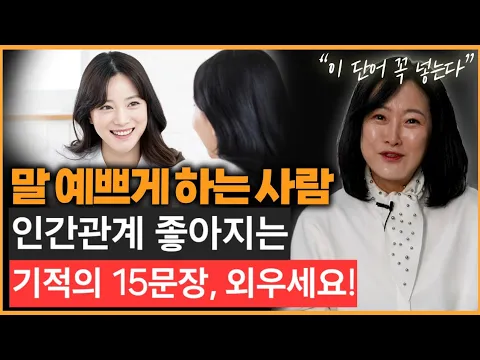 “이 단어 꼭 넣는다”
말 예쁘게 하는 사람
인간관계 좋아지는
기적의 15문장, 외우세요!